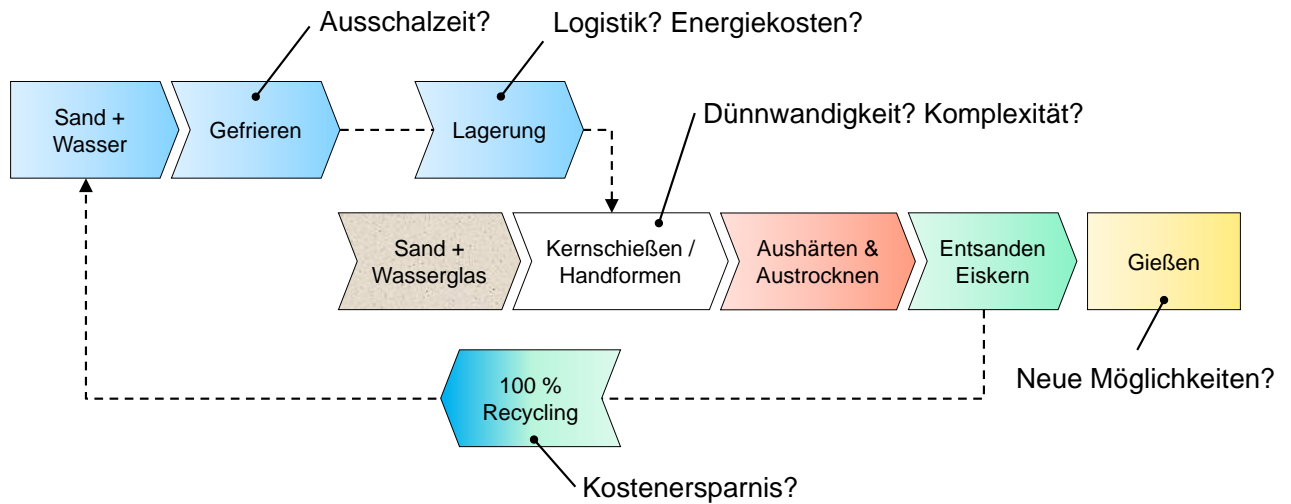 Ausschalzeit?
Logistik? Energiekosten?
Sand +
Wasser
Gefrieren
Lagerung
Dünnwandigkeit? Komplexität?
Sand +
Wasserglas
Kernschießen /
Handformen
Aushärten &
Austrocknen
Entsanden
Eiskern
Gießen
100 %
Recycling
Neue Möglichkeiten?
Kostenersparnis?